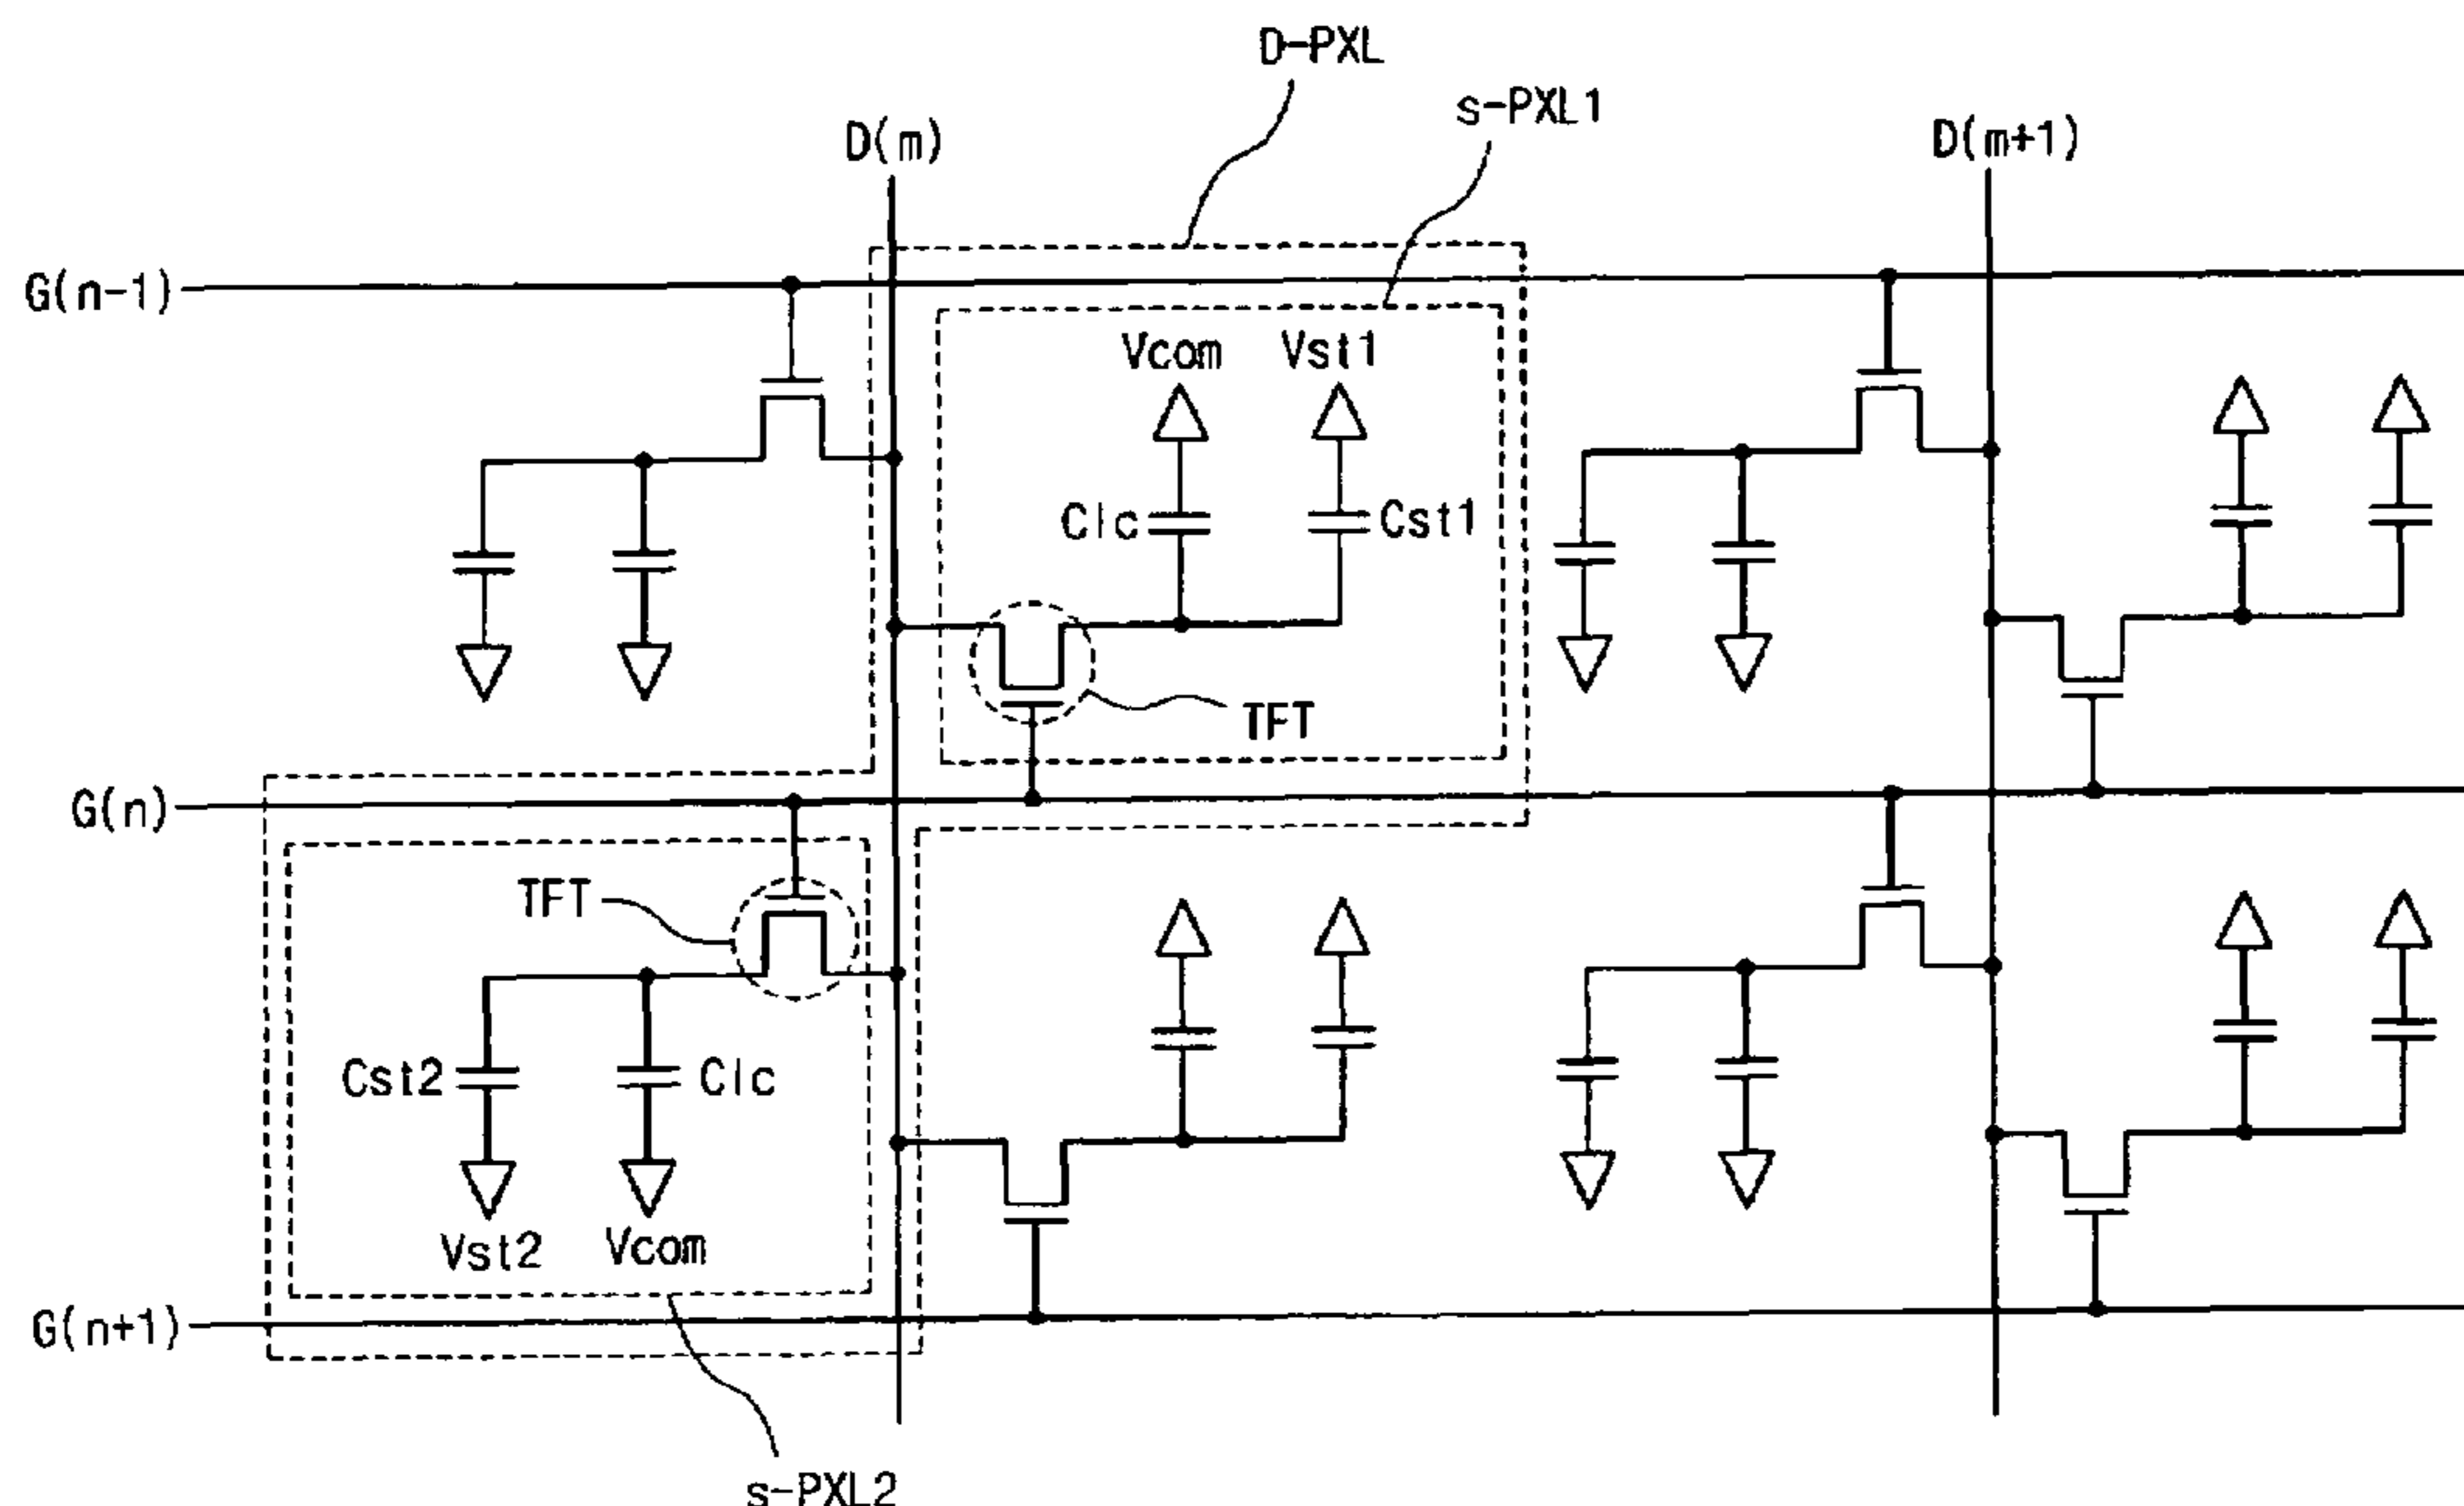 D-PXL
s-PXL1
D(m)
D(m+1)
G(n-1)
Vcom
Vst1
Clc
Cst1
TFT
G(n)
TFT
Cst2
Clc
Vst2
Vcom
G(n+1)
s-PXL2